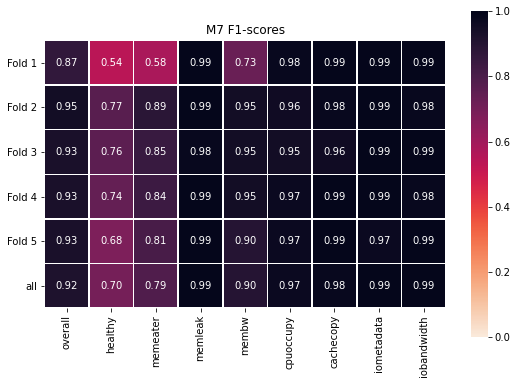 M7 F1-scores
Fold 1 0.87 0.54 0.58 0.99 0.73 0.98 0.99 0.99 0.99
Fold 2 0.95 0.77 0.89 0.99 0.95 0.96 0.98 0.99 0.98
Fold 3 0.93 0.76 0.85 0.98 0.95 0.95 0.96 0.99 0.99
Fold 4 0.93 0.74 0.84 0.99 0.95 0.97 0.99 0.99 0.98
Fold 5 0.93 0.68 0.81 0.99 0.90 0.97 0.99 0.97 0.99
all 0.92 0.70 0.79 0.99 0.90 0.97 0.98 0.99 0.99
overall healthy memeater memleak membw cpuoccupy cachecopy iometadata iobandwidth
1.0
0.8
0.6
0.4
0.2
0.0